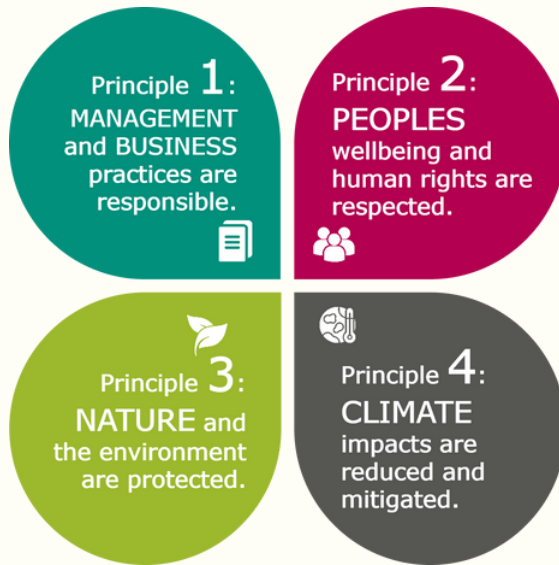 Principle 1:
MANAGEMENT
and BUSINESS
practices are
responsible.
Principle 2:
PEOPLES
wellbeing and
human rights are
respected.
Principle 3:
NATURE and
the environment
are protected.
Principle 4:
CLIMATE
impacts are
reduced and
mitigated.